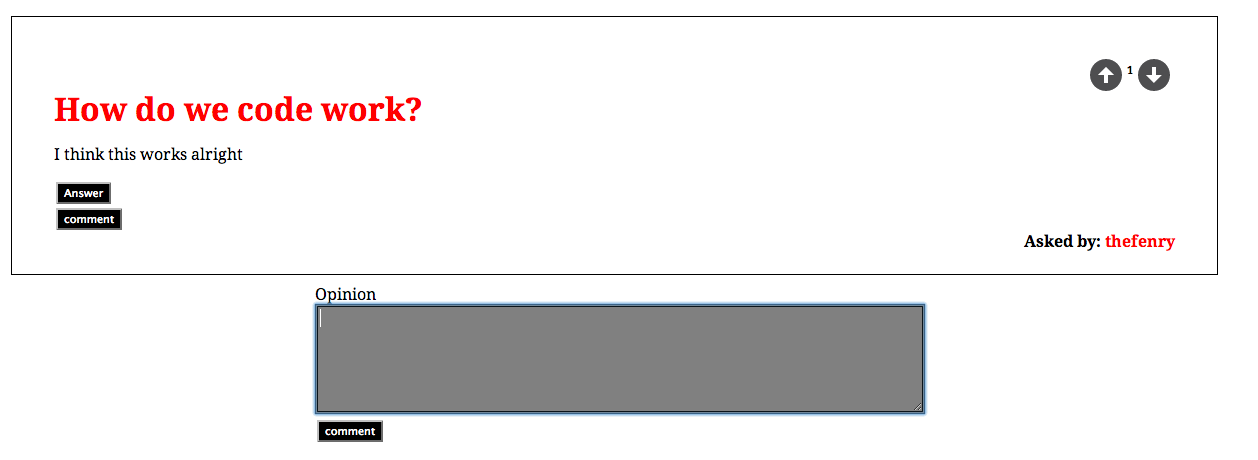 1
How do we code work?
I think this works alright
Answer
comment
Asked by: thefenry
Opinion
comment